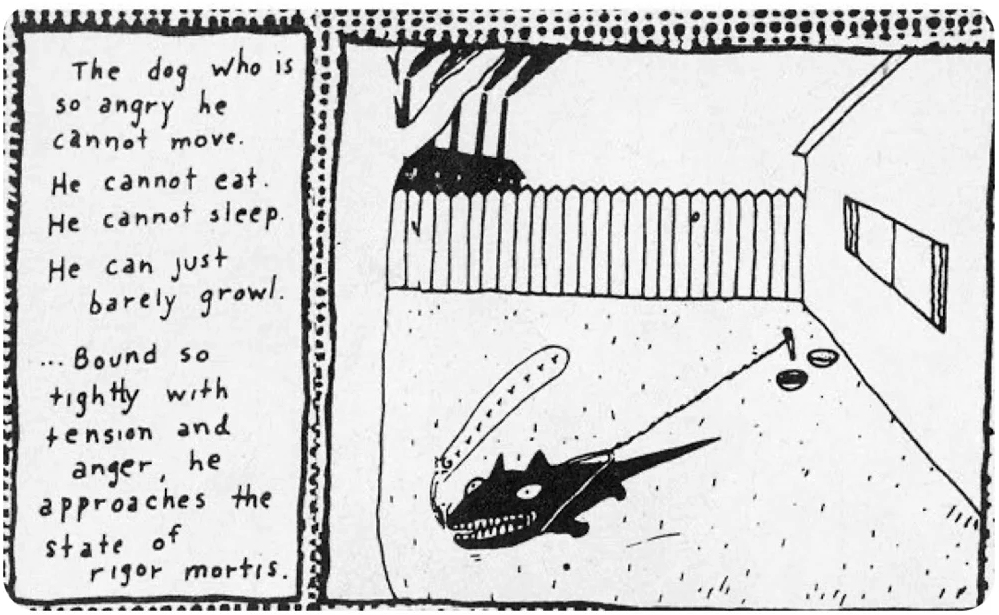 The dog who is
so angry he
cannot move.
He cannot eat.
He cannot sleep.
He can just
barely growl.
...Bound so
tightly with
tension and
anger, he
approaches the
state of
rigor mortis.